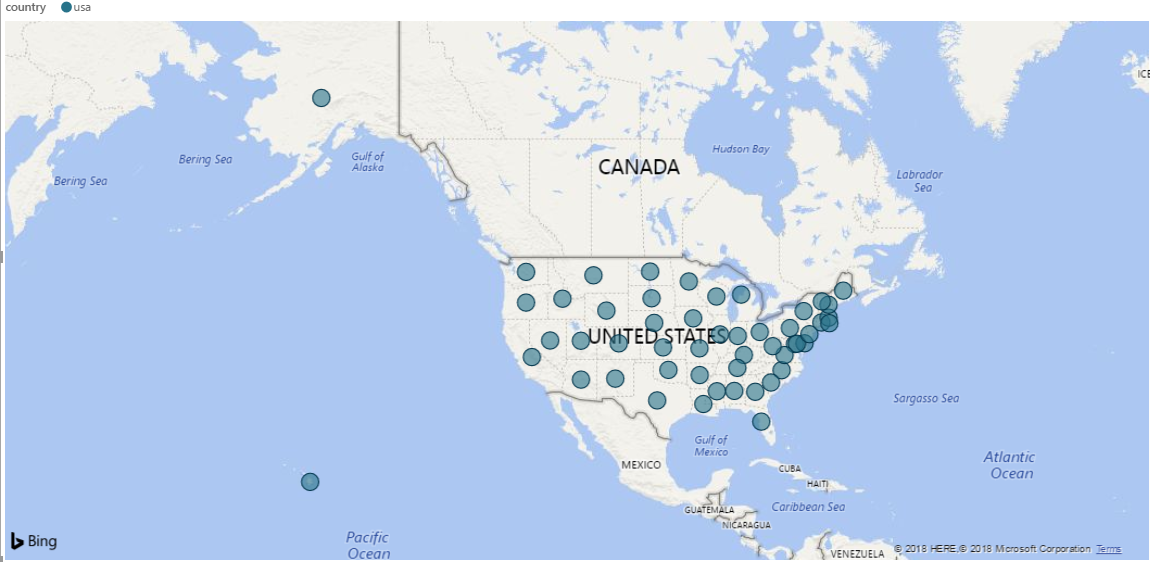 country usa
ICE
Bering Sea
Gulf of
Alaska
Hudson Bay
CANADA
Labrador
Sea
Bering Sea
UNITED STATES
Sargasso Sea
Gulf of
Mexico
MEXICO
CUBA
HAITI
Atlantic
Ocean
GUATEMALA
Caribbean Sea
NICARAGUA
Bing
Pacific
Ocean
VENEZUELA
© 2018 HERE, © 2018 Microsoft Corporation Terms